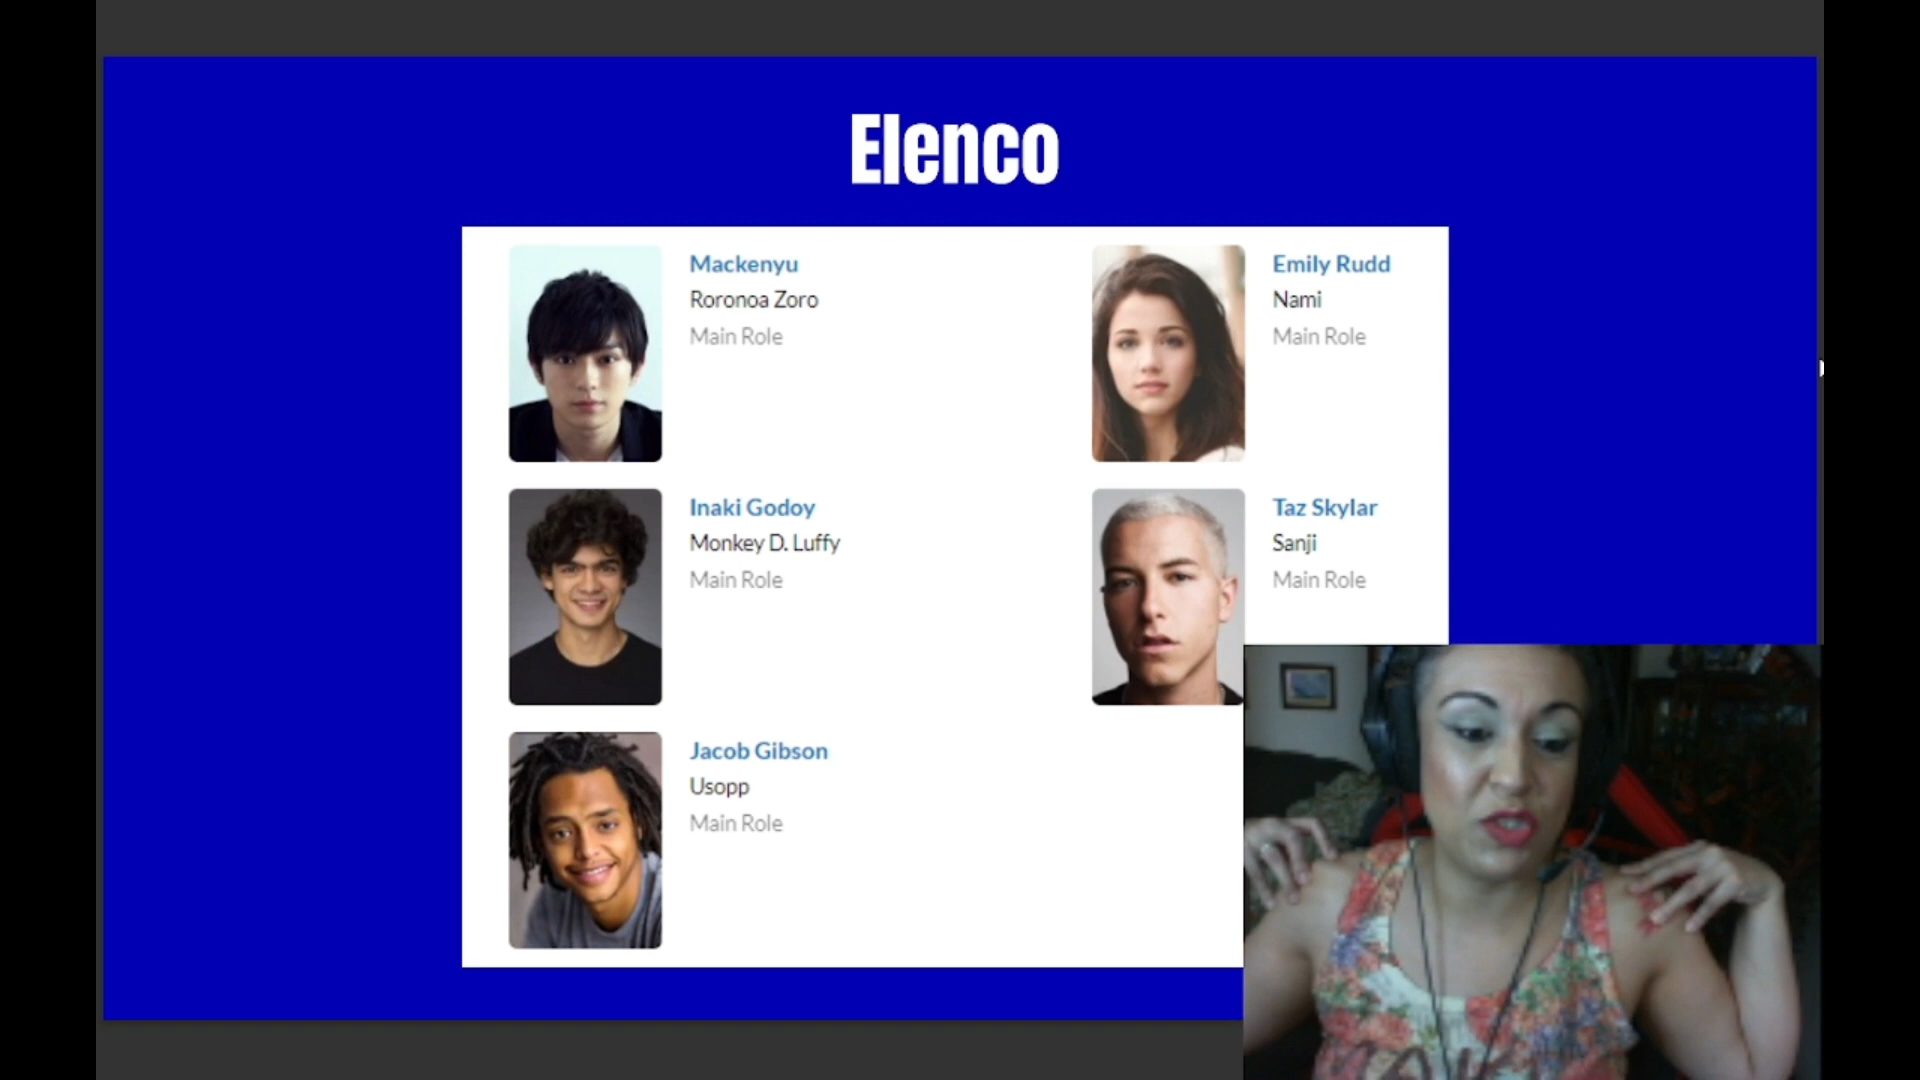 Elenco
Mackenyu
Roronoa Zoro
Main Role
Emily Rudd
Nami
Main Role
Inaki Godoy
Monkey D. Luffy
Main Role
Taz Skylar
Sanji
Main Role
Jacob Gibson
Usopp
Main Role